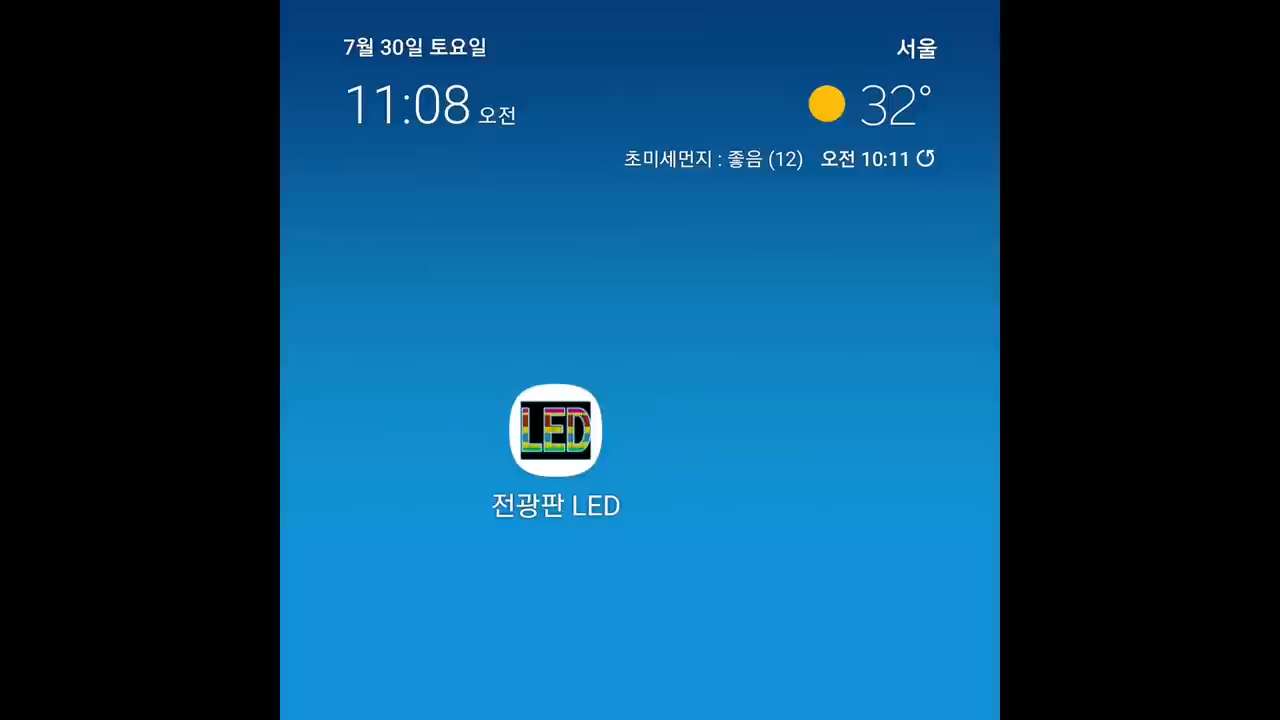 7월 30일 토요일
서울
11:08 오전
32°
초미세먼지 : 좋음 (12) 오전 10:11
LED
전광판 LED